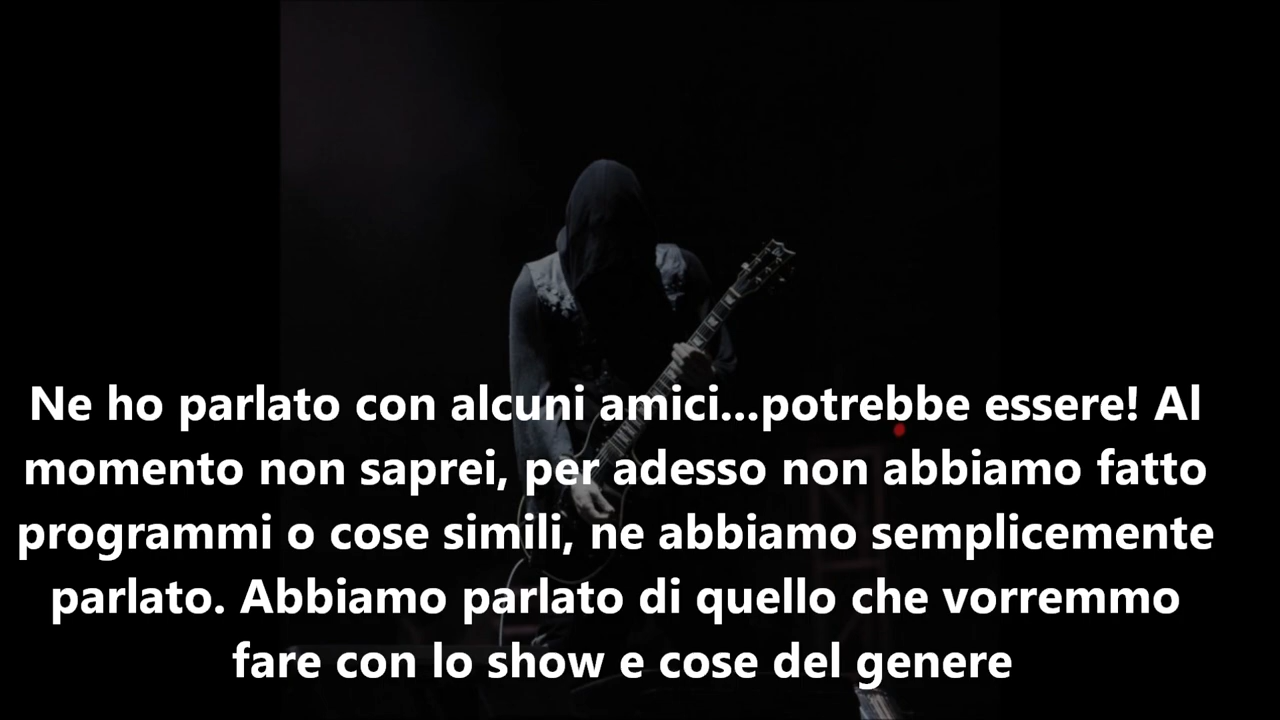 Ne ho parlato con alcuni amici...potrebbe essere! Al
momento non saprei, per adesso non abbiamo fatto
programmi o cose simili, ne abbiamo semplicemente
parlato. Abbiamo parlato di quello che vorremmo
fare con lo show e cose del genere